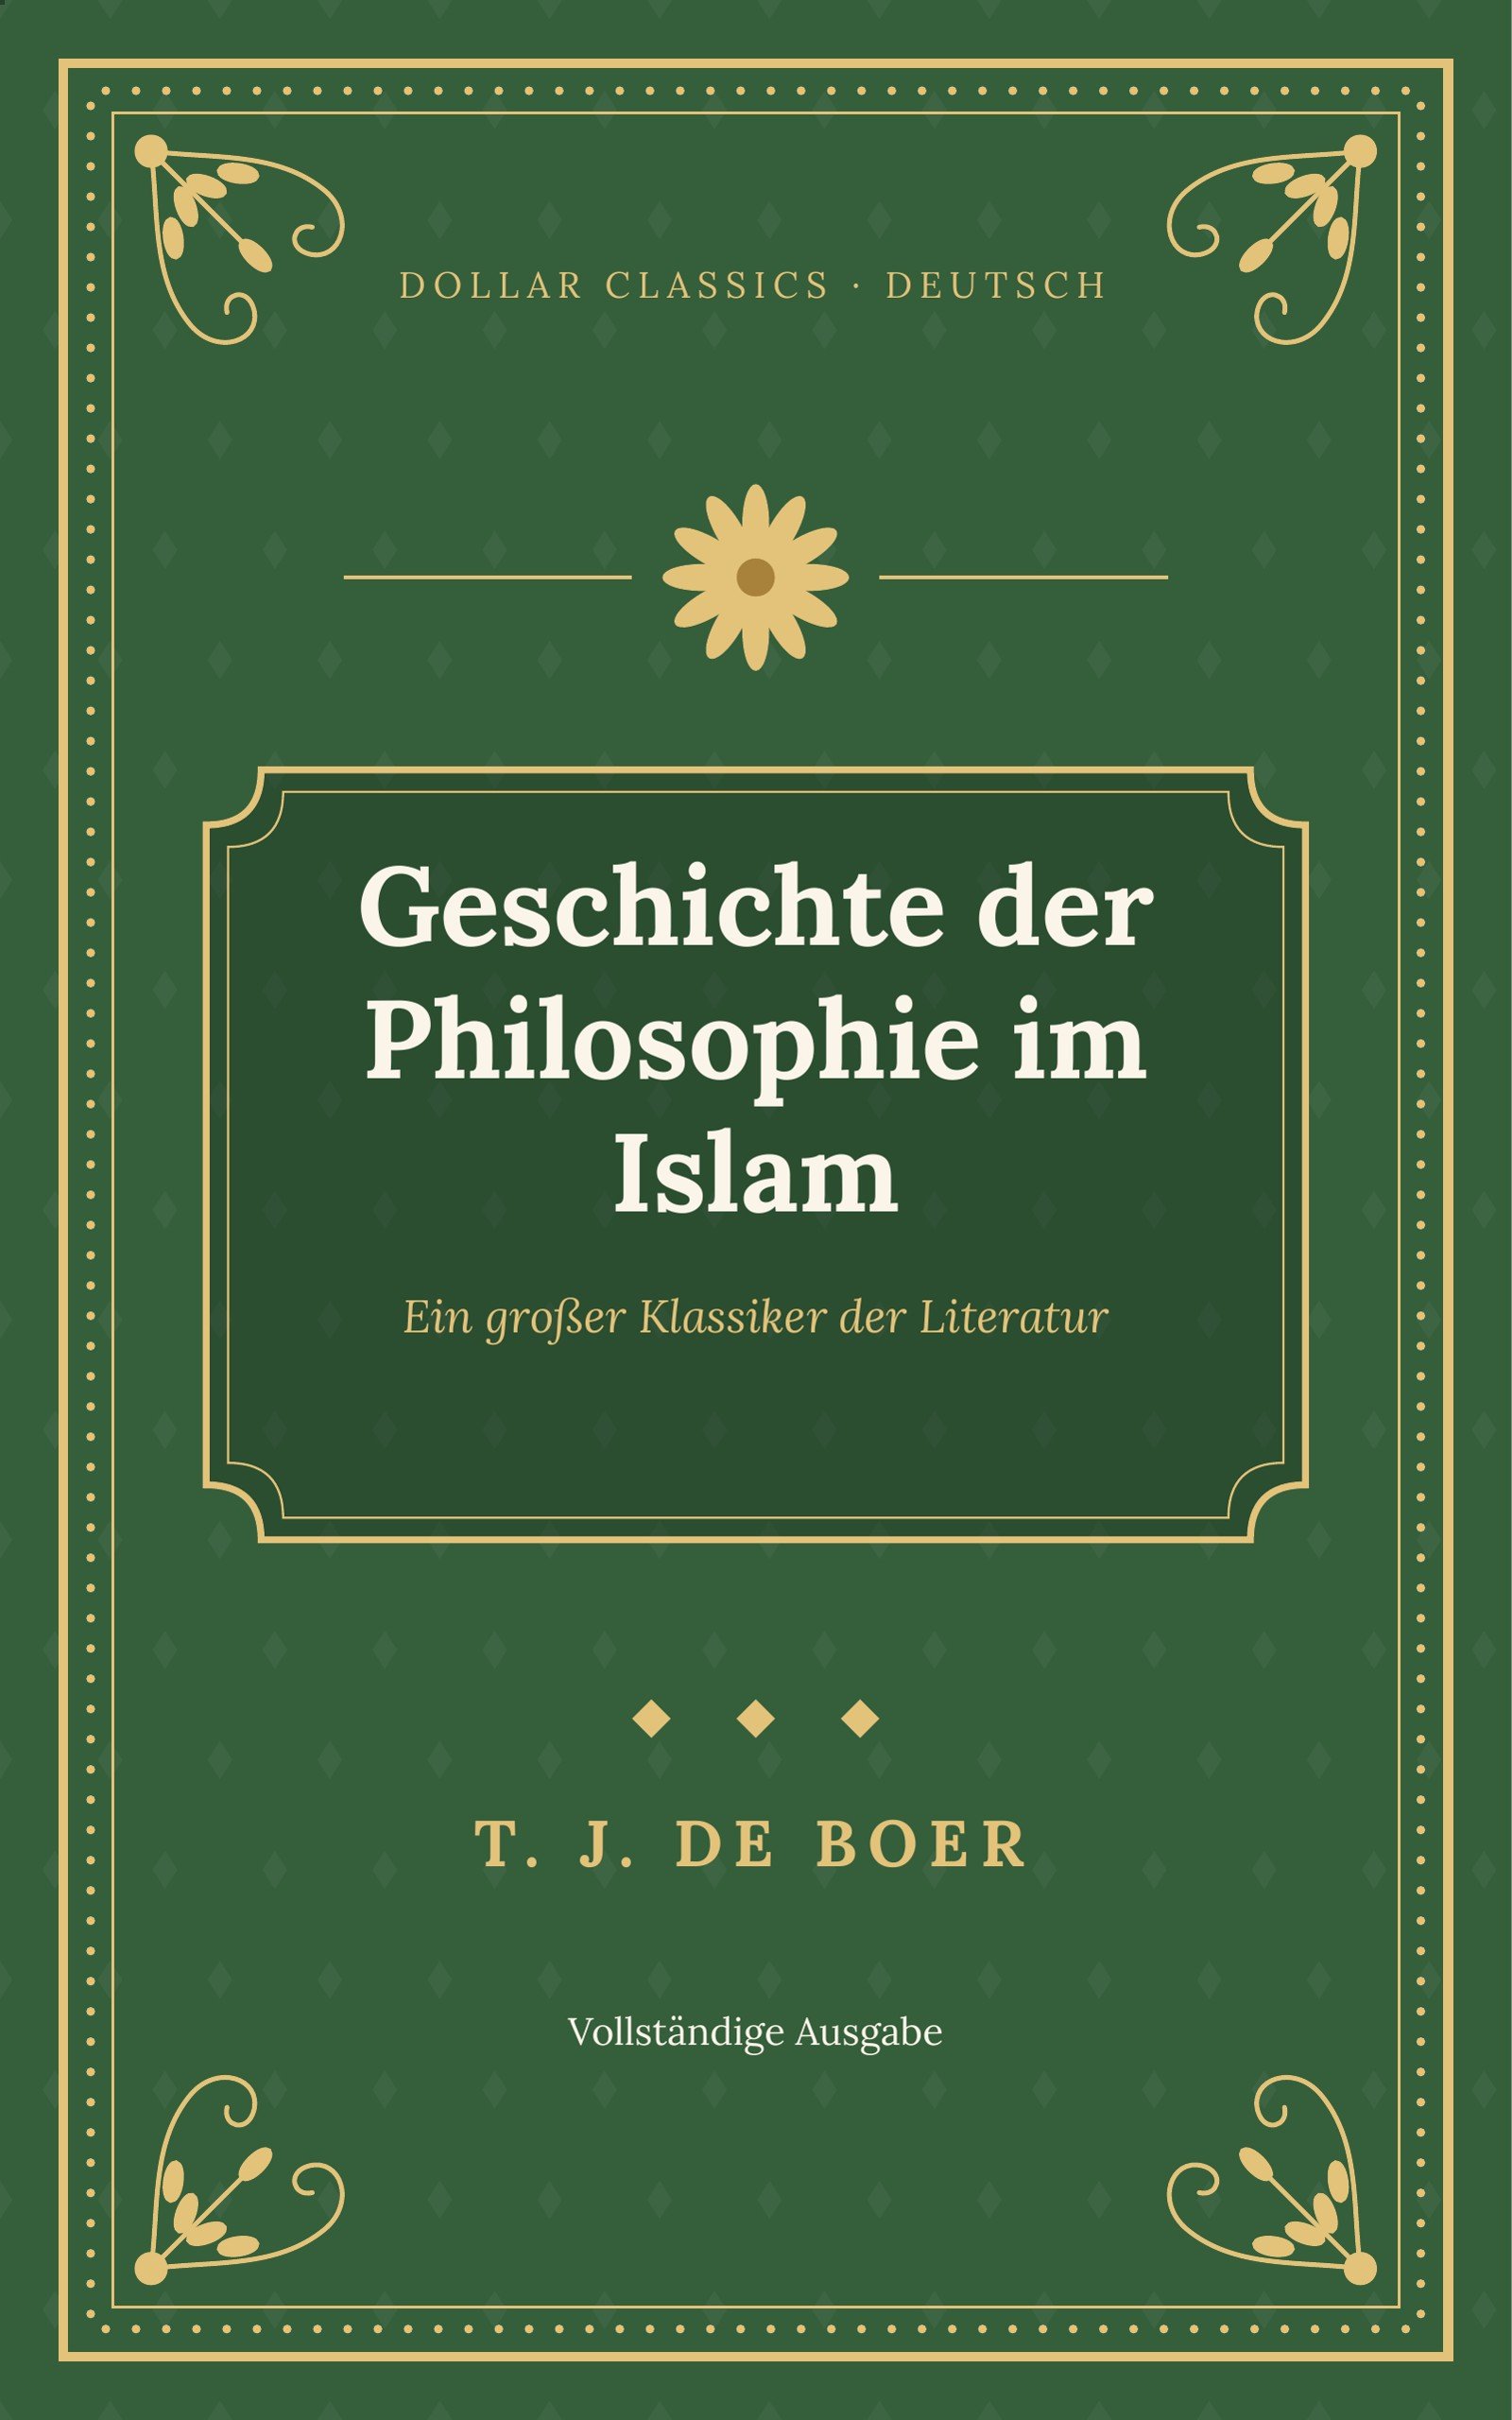 DOLLAR CLASSICS · DEUTSCH
Geschichte der
Philosophie im
Islam
Ein großer Klassiker der Literatur
T. J. DE BOER
Vollständige Ausgabe